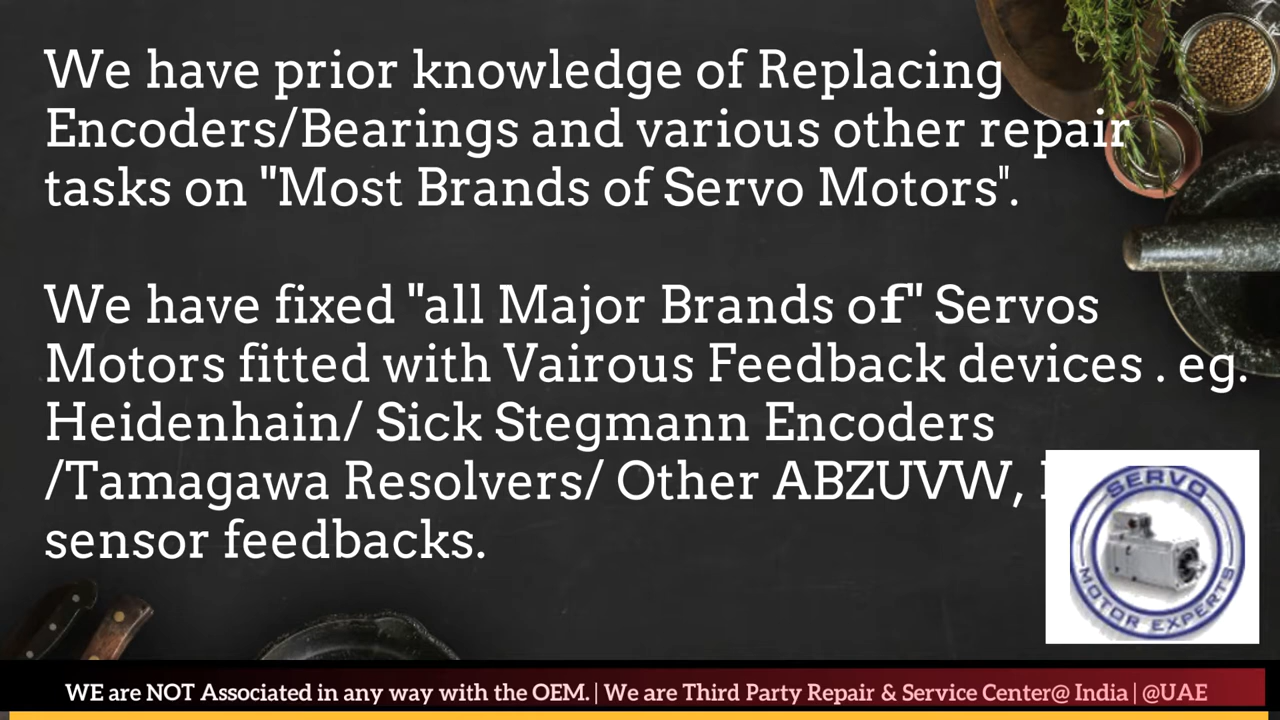 We have prior knowledge of Replacing
Encoders/Bearings and various other repair
tasks on "Most Brands of Servo Motors".
We have fixed "all Major Brands of" Servos
Motors fitted with Vairous Feedback devices . eg.
Heidenhain/ Sick Stegmann Encoders
/Tamagawa Resolvers/ Other ABZUVW,
sensor feedbacks.
SERVO
MOTOR EXPERTS
WE are NOT Associated in any way with the OEM. | We are Third Party Repair & Service Center@ India | @UAE